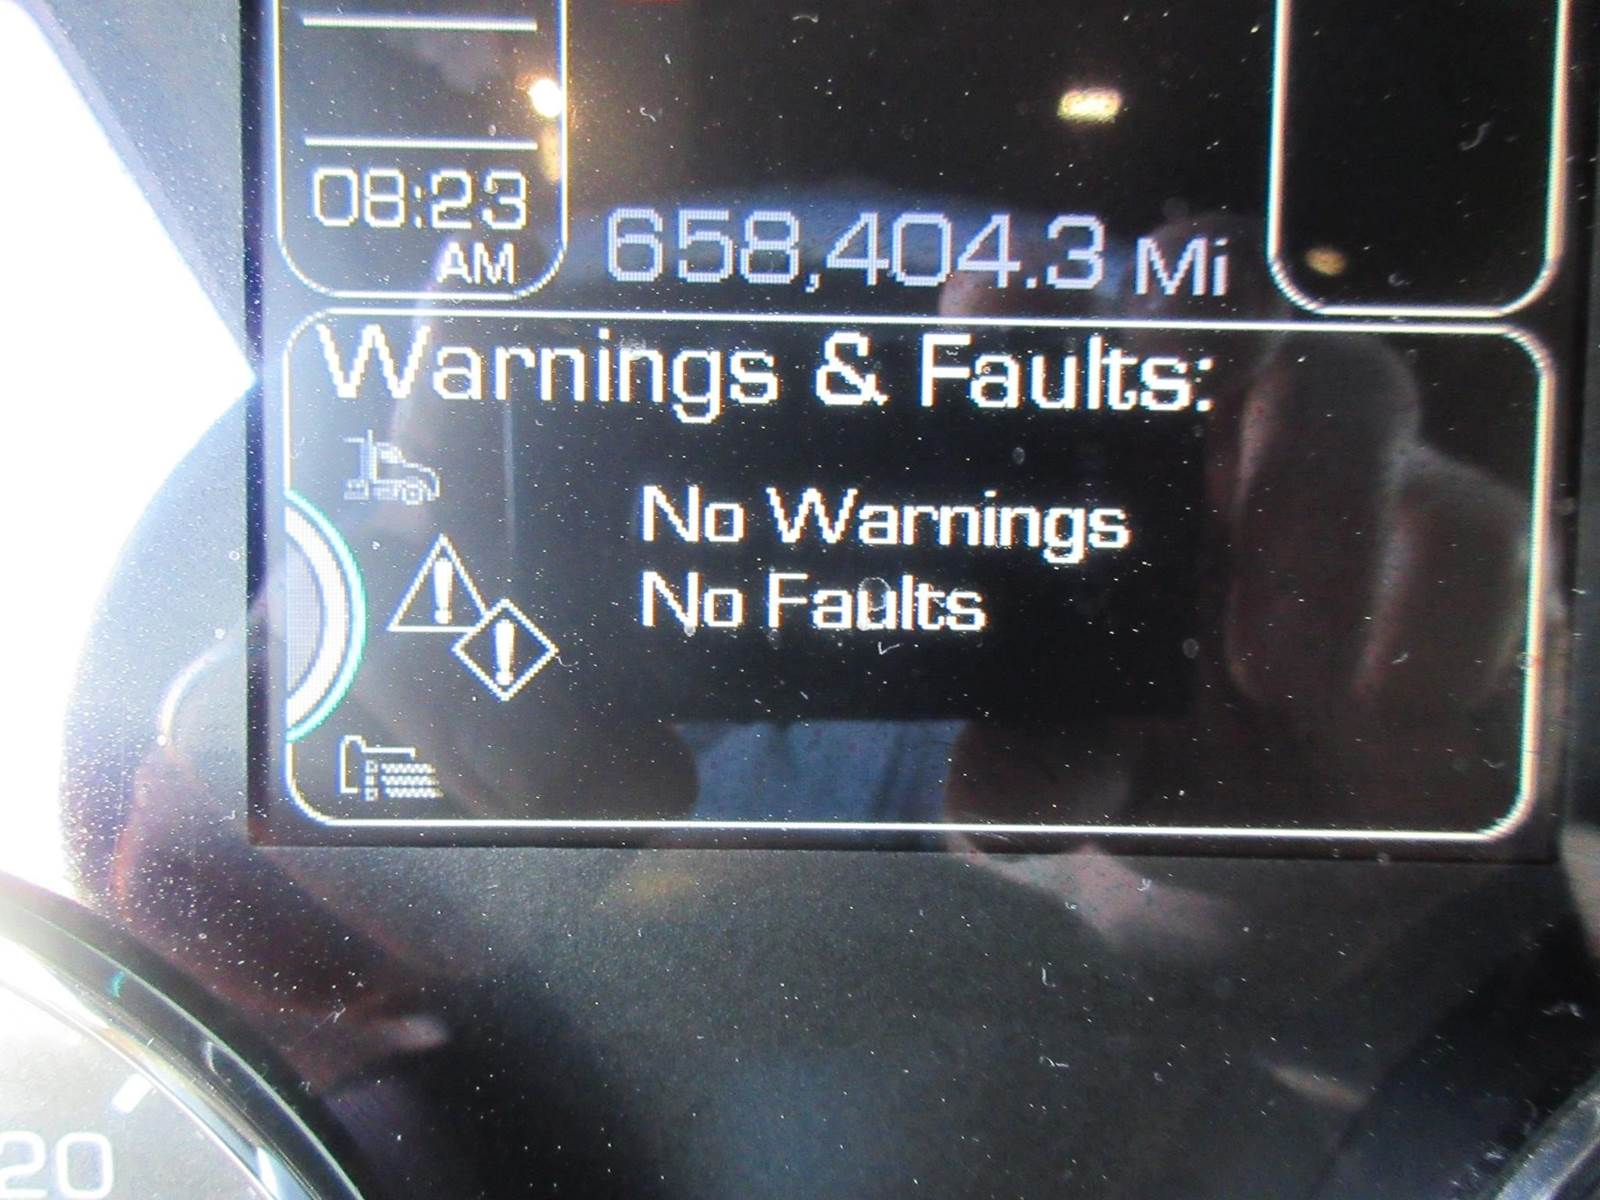 08:23
AM
658,404.3 Mi
Warnings & Faults:
No Warnings
No Faults
20